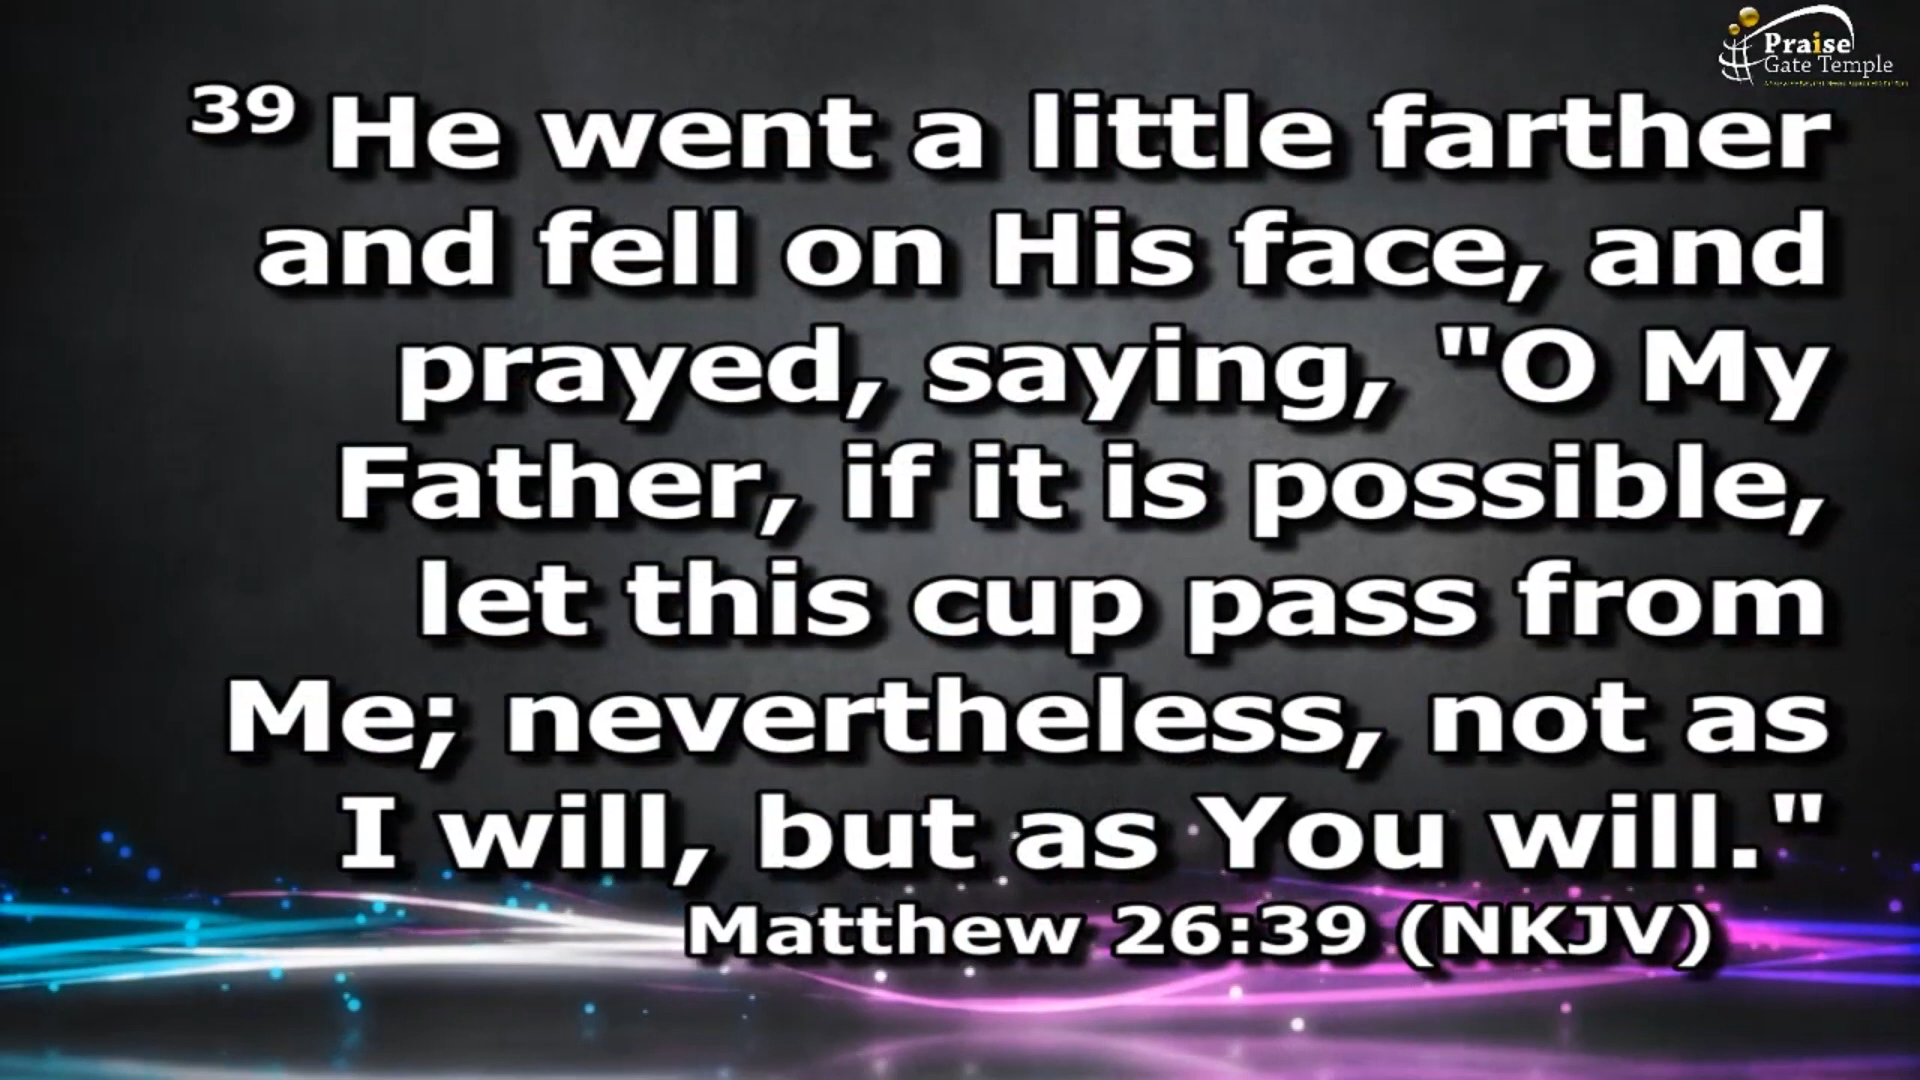 Praise
Gate Temple
39 He went a little farther
and fell on His face, and
prayed, saying, "O My
Father, if it is possible,
let this cup pass from
Me; nevertheless, not as
I will, but as You will."
Matthew 26:39 (NKJV)